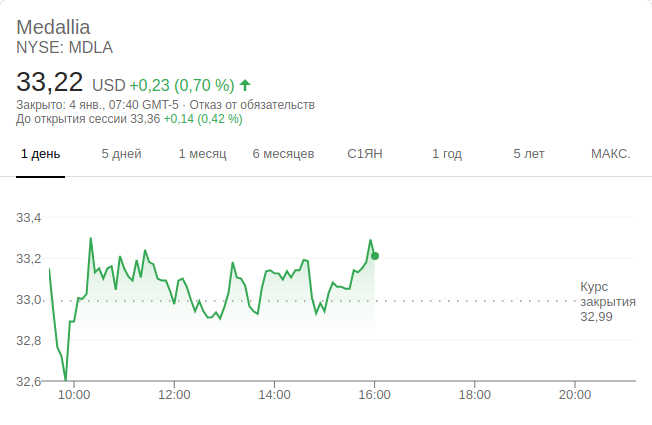 Medallia
NYSE: MDLA
33,22 USD +0,23 (0,70 %)
Закрыто: 4 янв., 07:40 GMT-5 · Отказ от обязательств
До открытия сессии 33,36 +0,14 (0,42 %)
1 день 5 дней 1 месяц 6 месяцев С1ЯН 1 год 5 лет МАКС.
33,4
33,2
33,0
Курс
закрытия
32,99
32,8
32,6
10:00 12:00 14:00 16:00 18:00 20:00